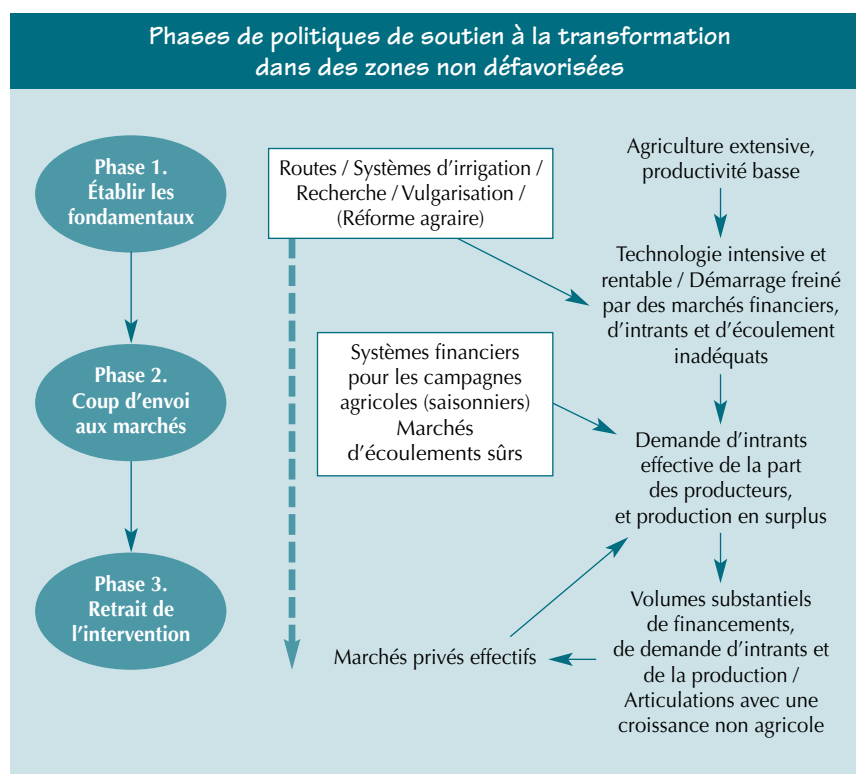 Phases de politiques de soutien à la transformation
dans des zones non défavorisées
Phase 1.
Établir les
fondamentaux
Routes / Systèmes d'irrigation /
Recherche / Vulgarisation /
(Réforme agraire)
Agriculture extensive,
productivité basse
Technologie intensive et
rentable / Démarrage freiné
par des marchés financiers,
d'intrants et d'écoulement
inadéquats
Phase 2.
Coup d'envoi
aux marchés
Systèmes financiers
pour les campagnes
agricoles (saisonniers)
Marchés
d'écoulements sûrs
Demande d'intrants
effective de la part
des producteurs,
et production en surplus
Phase 3.
Retrait de
l'intervention
Marchés privés effectifs
Volumes substantiels
de financements,
de demande d'intrants et
de la production /
Articulations avec une
croissance non agricole